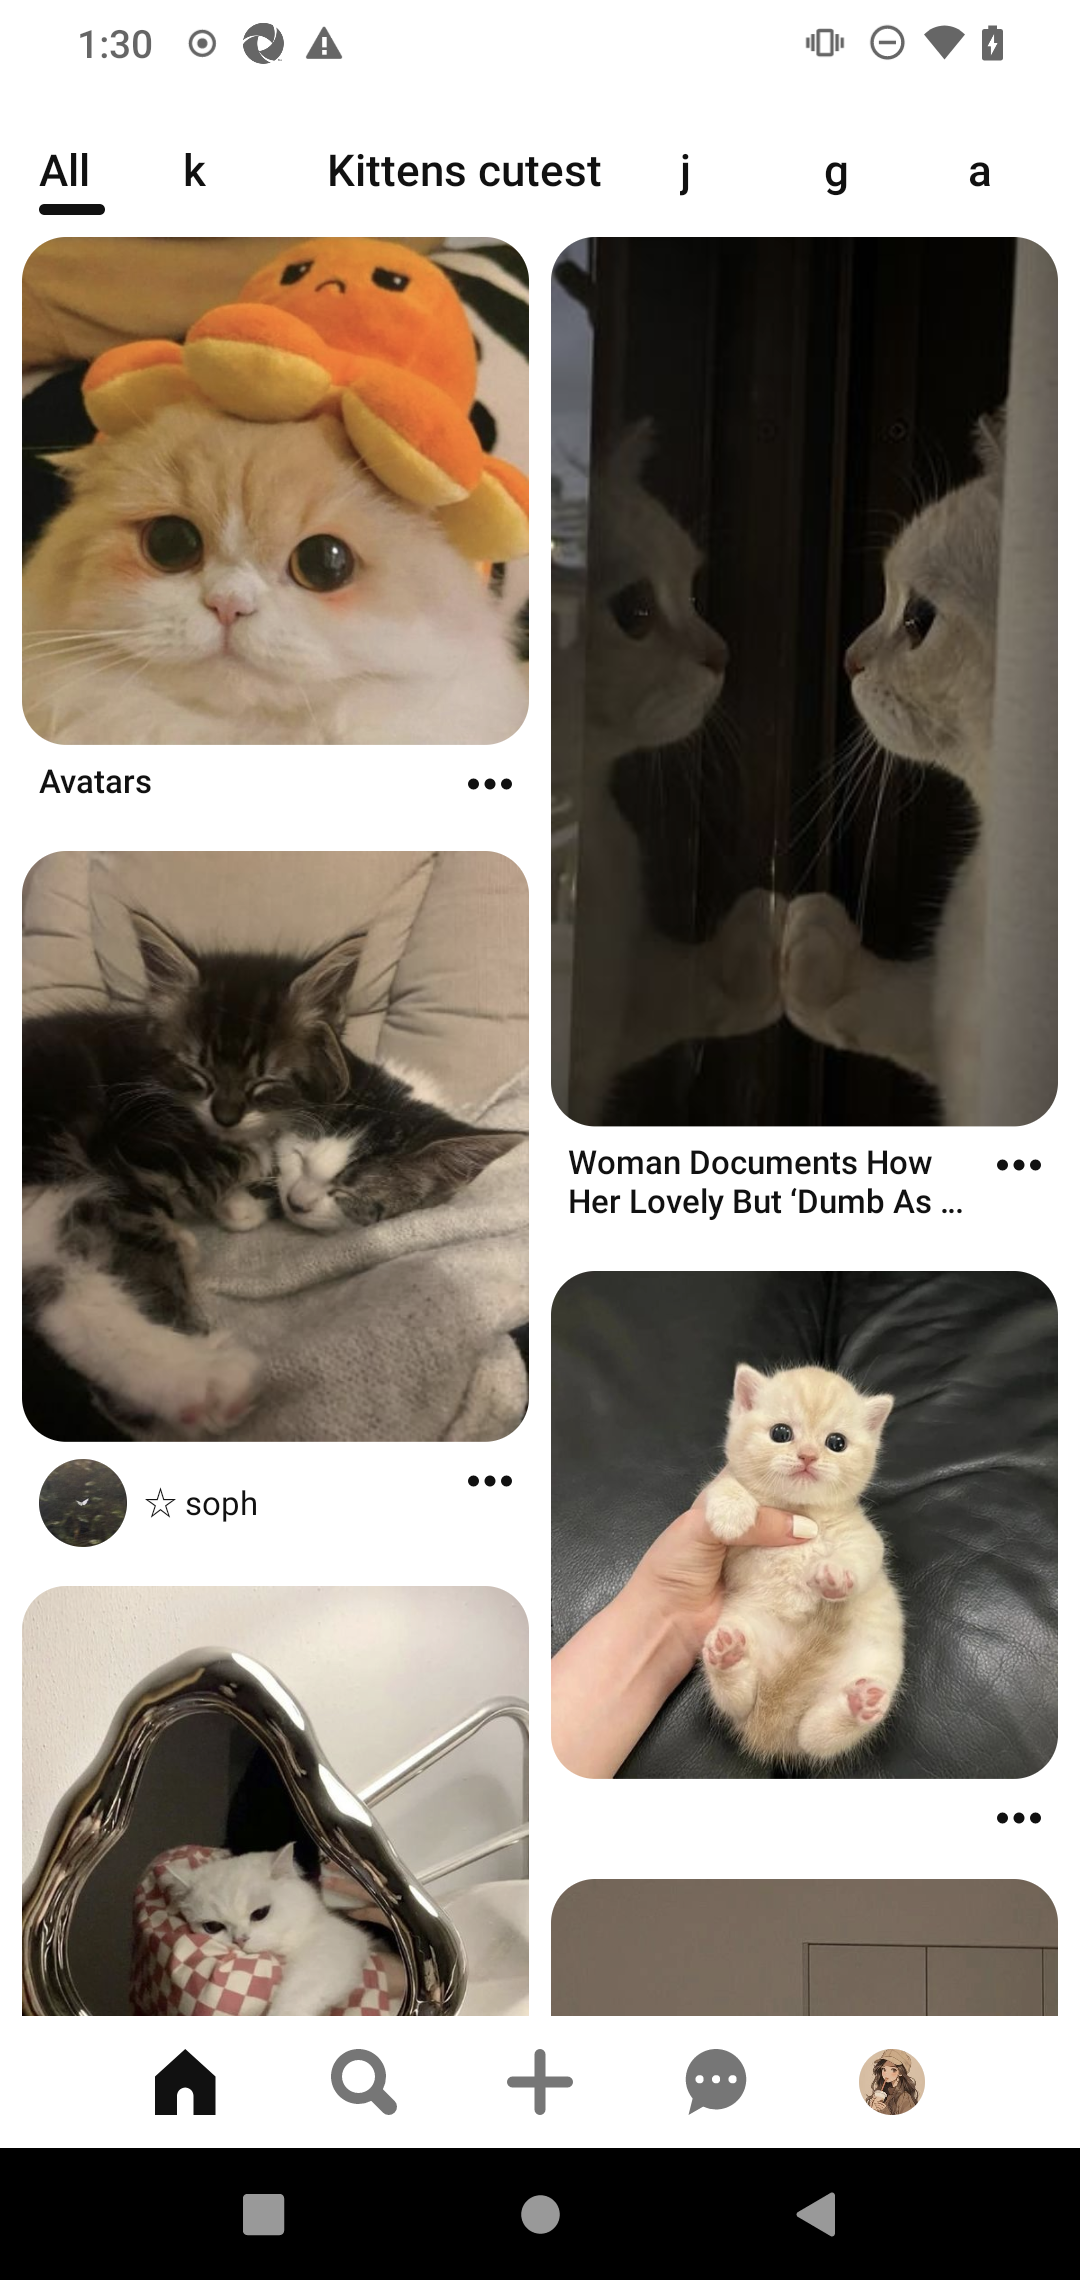 1:30
All k Kittens cutest j g a
Avatars
Woman Documents How
Her Lovely But ‘Dumb As ...
☆ soph